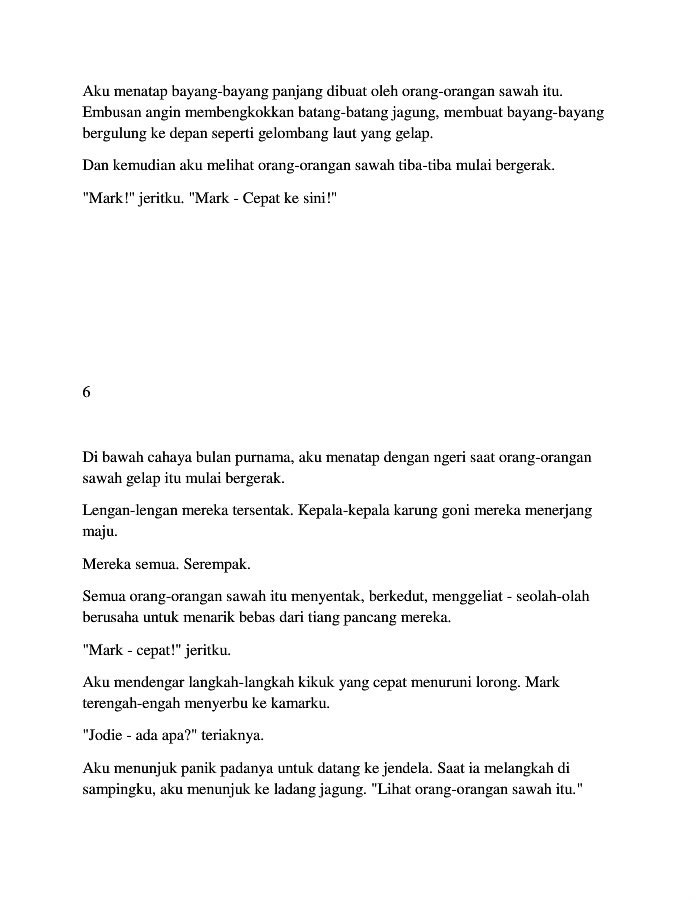 Aku menatap bayang-bayang panjang dibuat oleh orang-orangan sawah itu.
Embusan angin membengkokkan batang-batang jagung, membuat bayang-bayang
bergulung ke depan seperti gelombang laut yang gelap.
Dan kemudian aku melihat orang-orangan sawah tiba-tiba mulai bergerak.
"Mark!" jeritku. "Mark - Cepat ke sini!"
6
Di bawah cahaya bulan purnama, aku menatap dengan ngeri saat orang-orangan
sawah gelap itu mulai bergerak.
Lengan-lengan mereka tersentak. Kepala-kepala karung goni mereka menerjang
maju.
Mereka semua. Serempak.
Semua orang-orangan sawah itu menyentak, berkedut, menggeliat - seolah-olah
berusaha untuk menarik bebas dari tiang pancang mereka.
"Mark - cepat!" jeritku.
Aku mendengar langkah-langkah kikuk yang cepat menuruni lorong. Mark
terengah-engah menyerbu ke kamarku.
"Jodie - ada apa?" teriaknya.
Aku menunjuk panik padanya untuk datang ke jendela. Saat ia melangkah di
sampingku, aku menunjuk ke ladang jagung. "Lihat orang-orangan sawah itu."